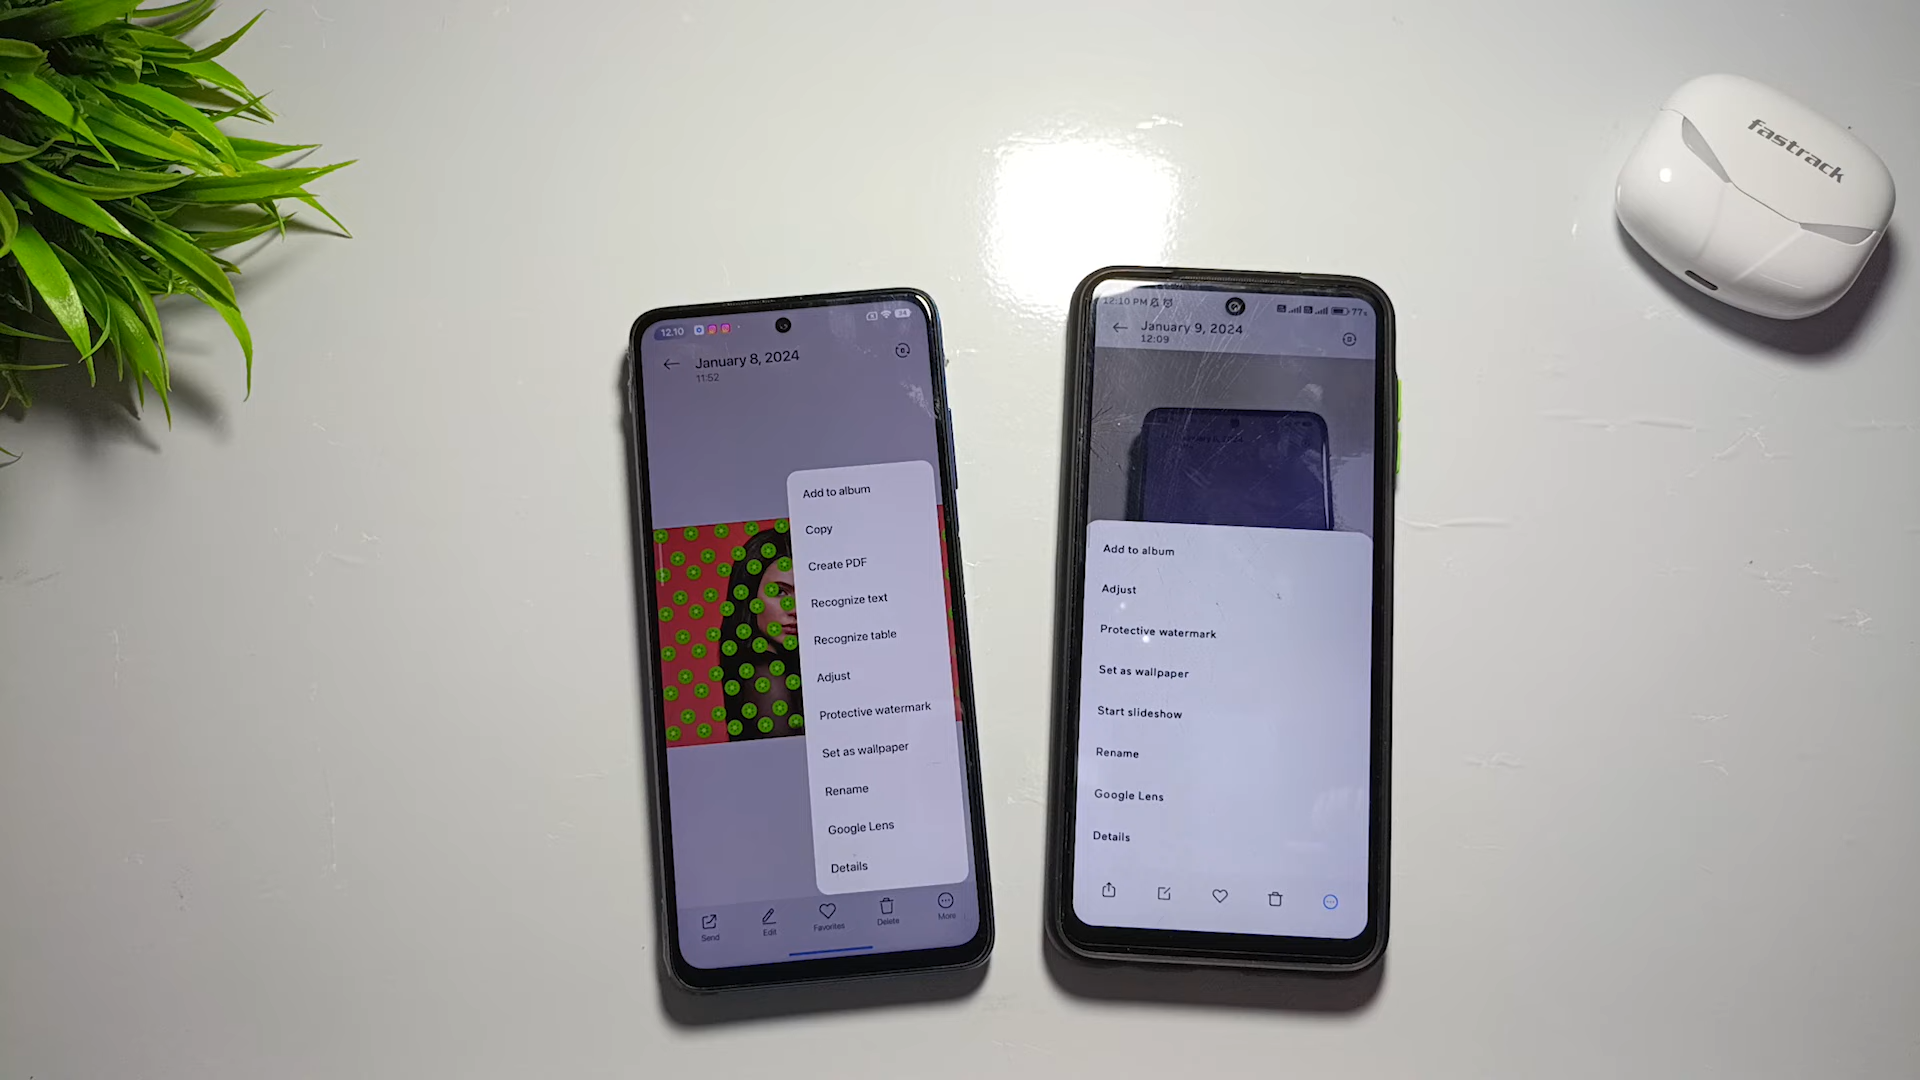 fastrack
12.10
34
January 8, 2024
11:52
Add to album
Copy
Create PDF
Recognize text
Recognize table
Adjust
Protective watermark
Set as wallpaper
Rename
Google Lens
Details
Send
Edit
Favorites
Delete
More
12:10 PM
77
January 9, 2024
12:09
Add to album
Adjust
Protective watermark
Set as wallpaper
Start slideshow
Rename
Google Lens
Details